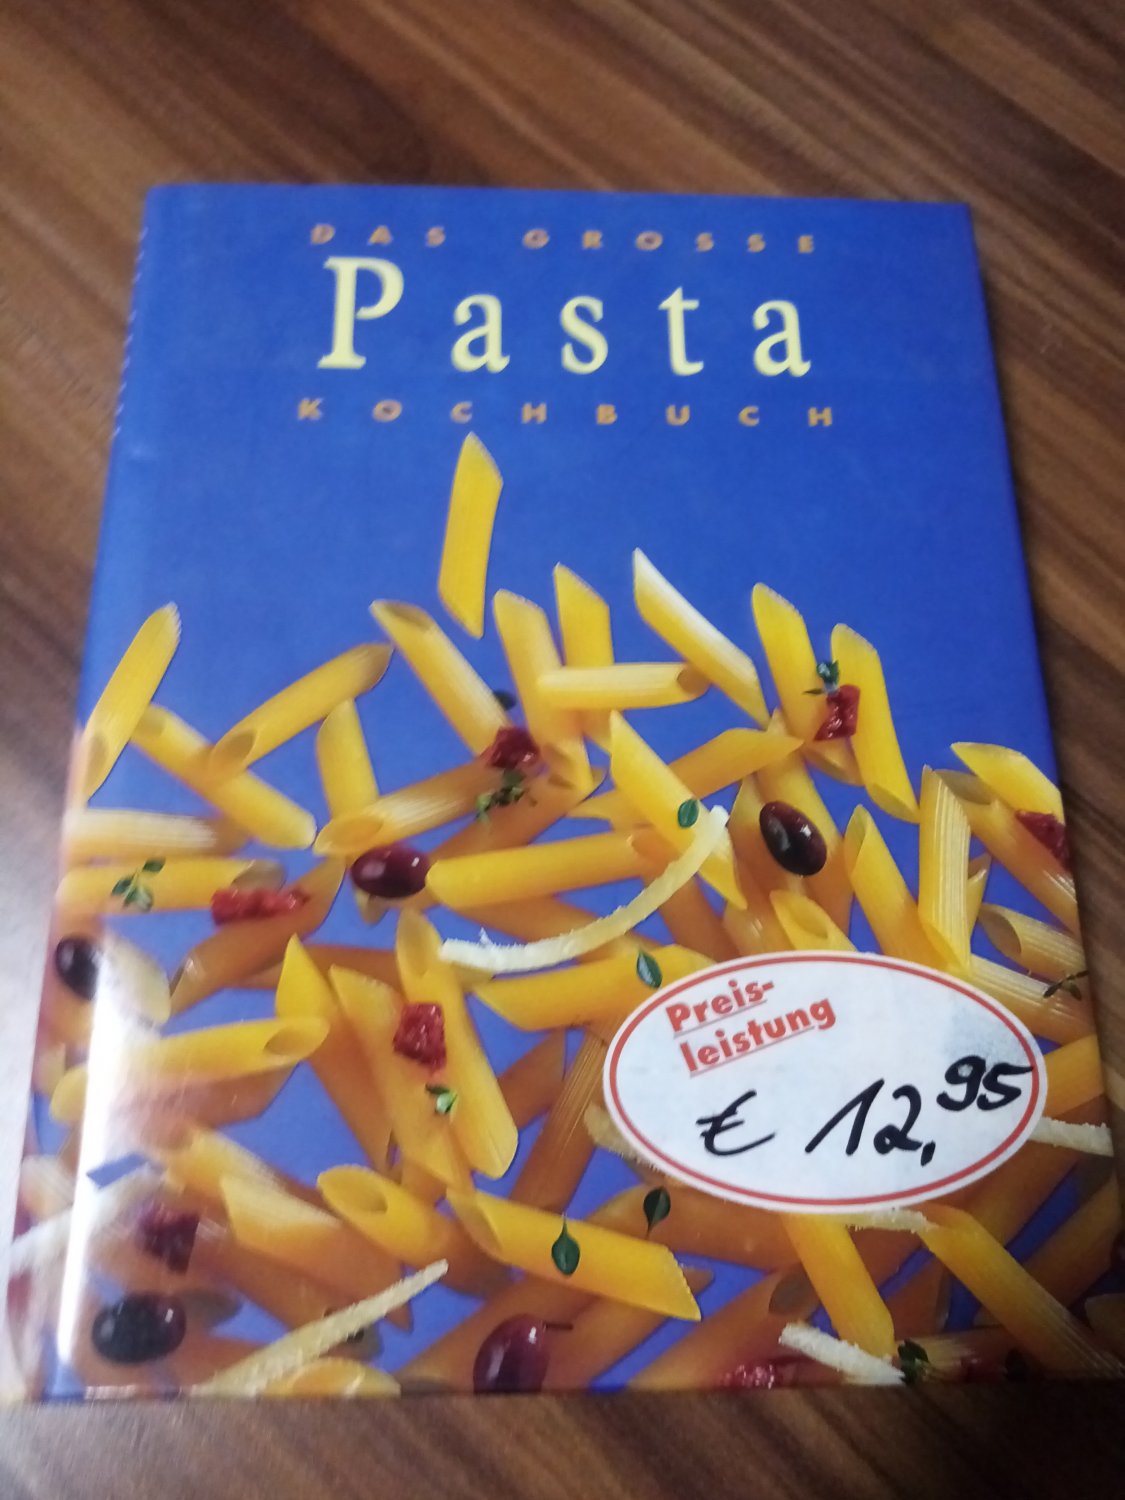 DAS GROSSE
Pasta
KOCHBUCH
Preis-
leistung
€ 12,95